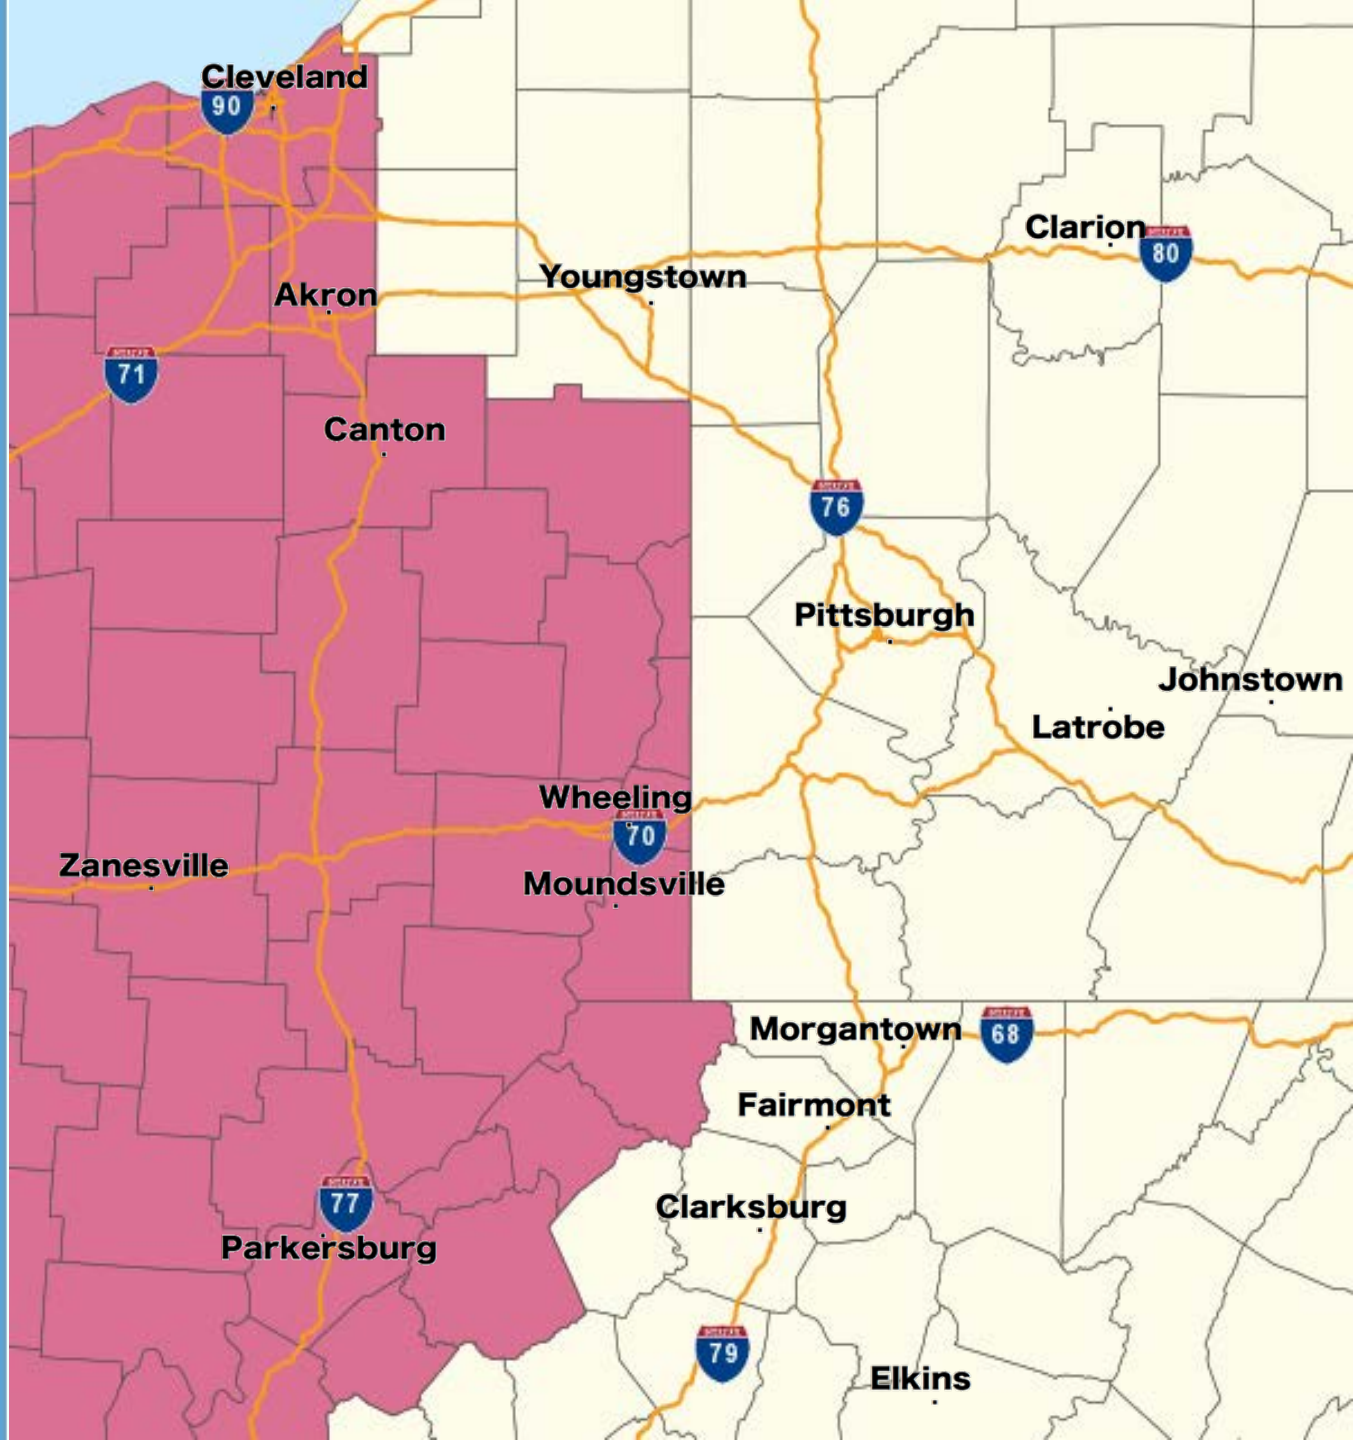 Cleveland
90
Clarion
80
Youngstown
Akron
71
Canton
76
Pittsburgh
Johnstown
Latrobe
Wheeling
70
Zanesville
Moundsville
Morgantown
68
Fairmont
77
Clarksburg
Parkersburg
79
Elkins